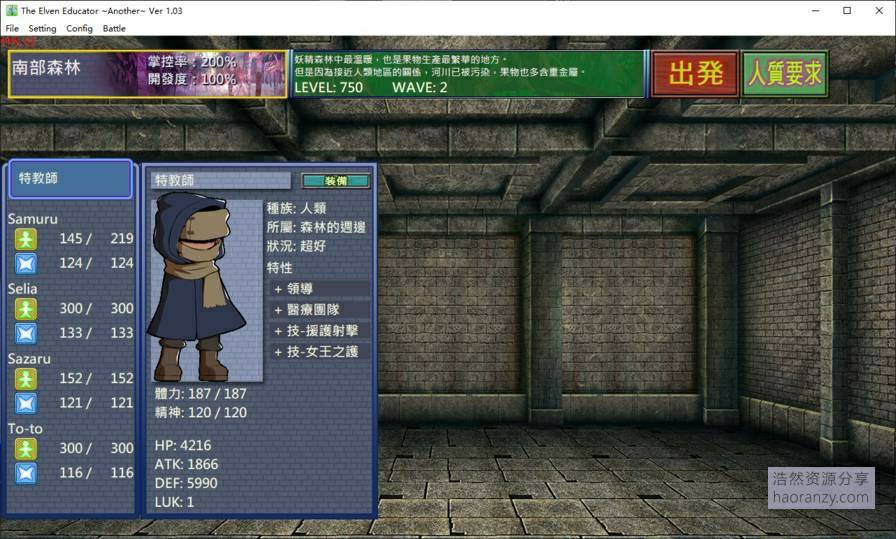 The Elven Educator ~Another~ Ver 1.03
File Setting Config Battle
南部森林
掌控率：200%
開發度：100%
妖精森林中最溫暖，也是果物生產最繁華的地方。
但是因為接近人類地區的關係，河川已被污染，果物也多含重金屬。
LEVEL: 750 WAVE: 2
出発
人質要求
特教師
Samuru
145 / 219
124 / 124
Selia
300 / 300
133 / 133
Sazaru
152 / 152
121 / 121
To-to
300 / 300
116 / 116
特教師
装備
種族: 人類
所屬: 森林的週邊
狀況: 超好
特性
+ 領導
+ 醫療團隊
+ 技-援護射擊
+ 技-女王之護
體力: 187 / 187
精神: 120 / 120
HP: 4216
ATK: 1866
DEF: 5990
LUK: 1
浩然资源分享
haoranzy.com